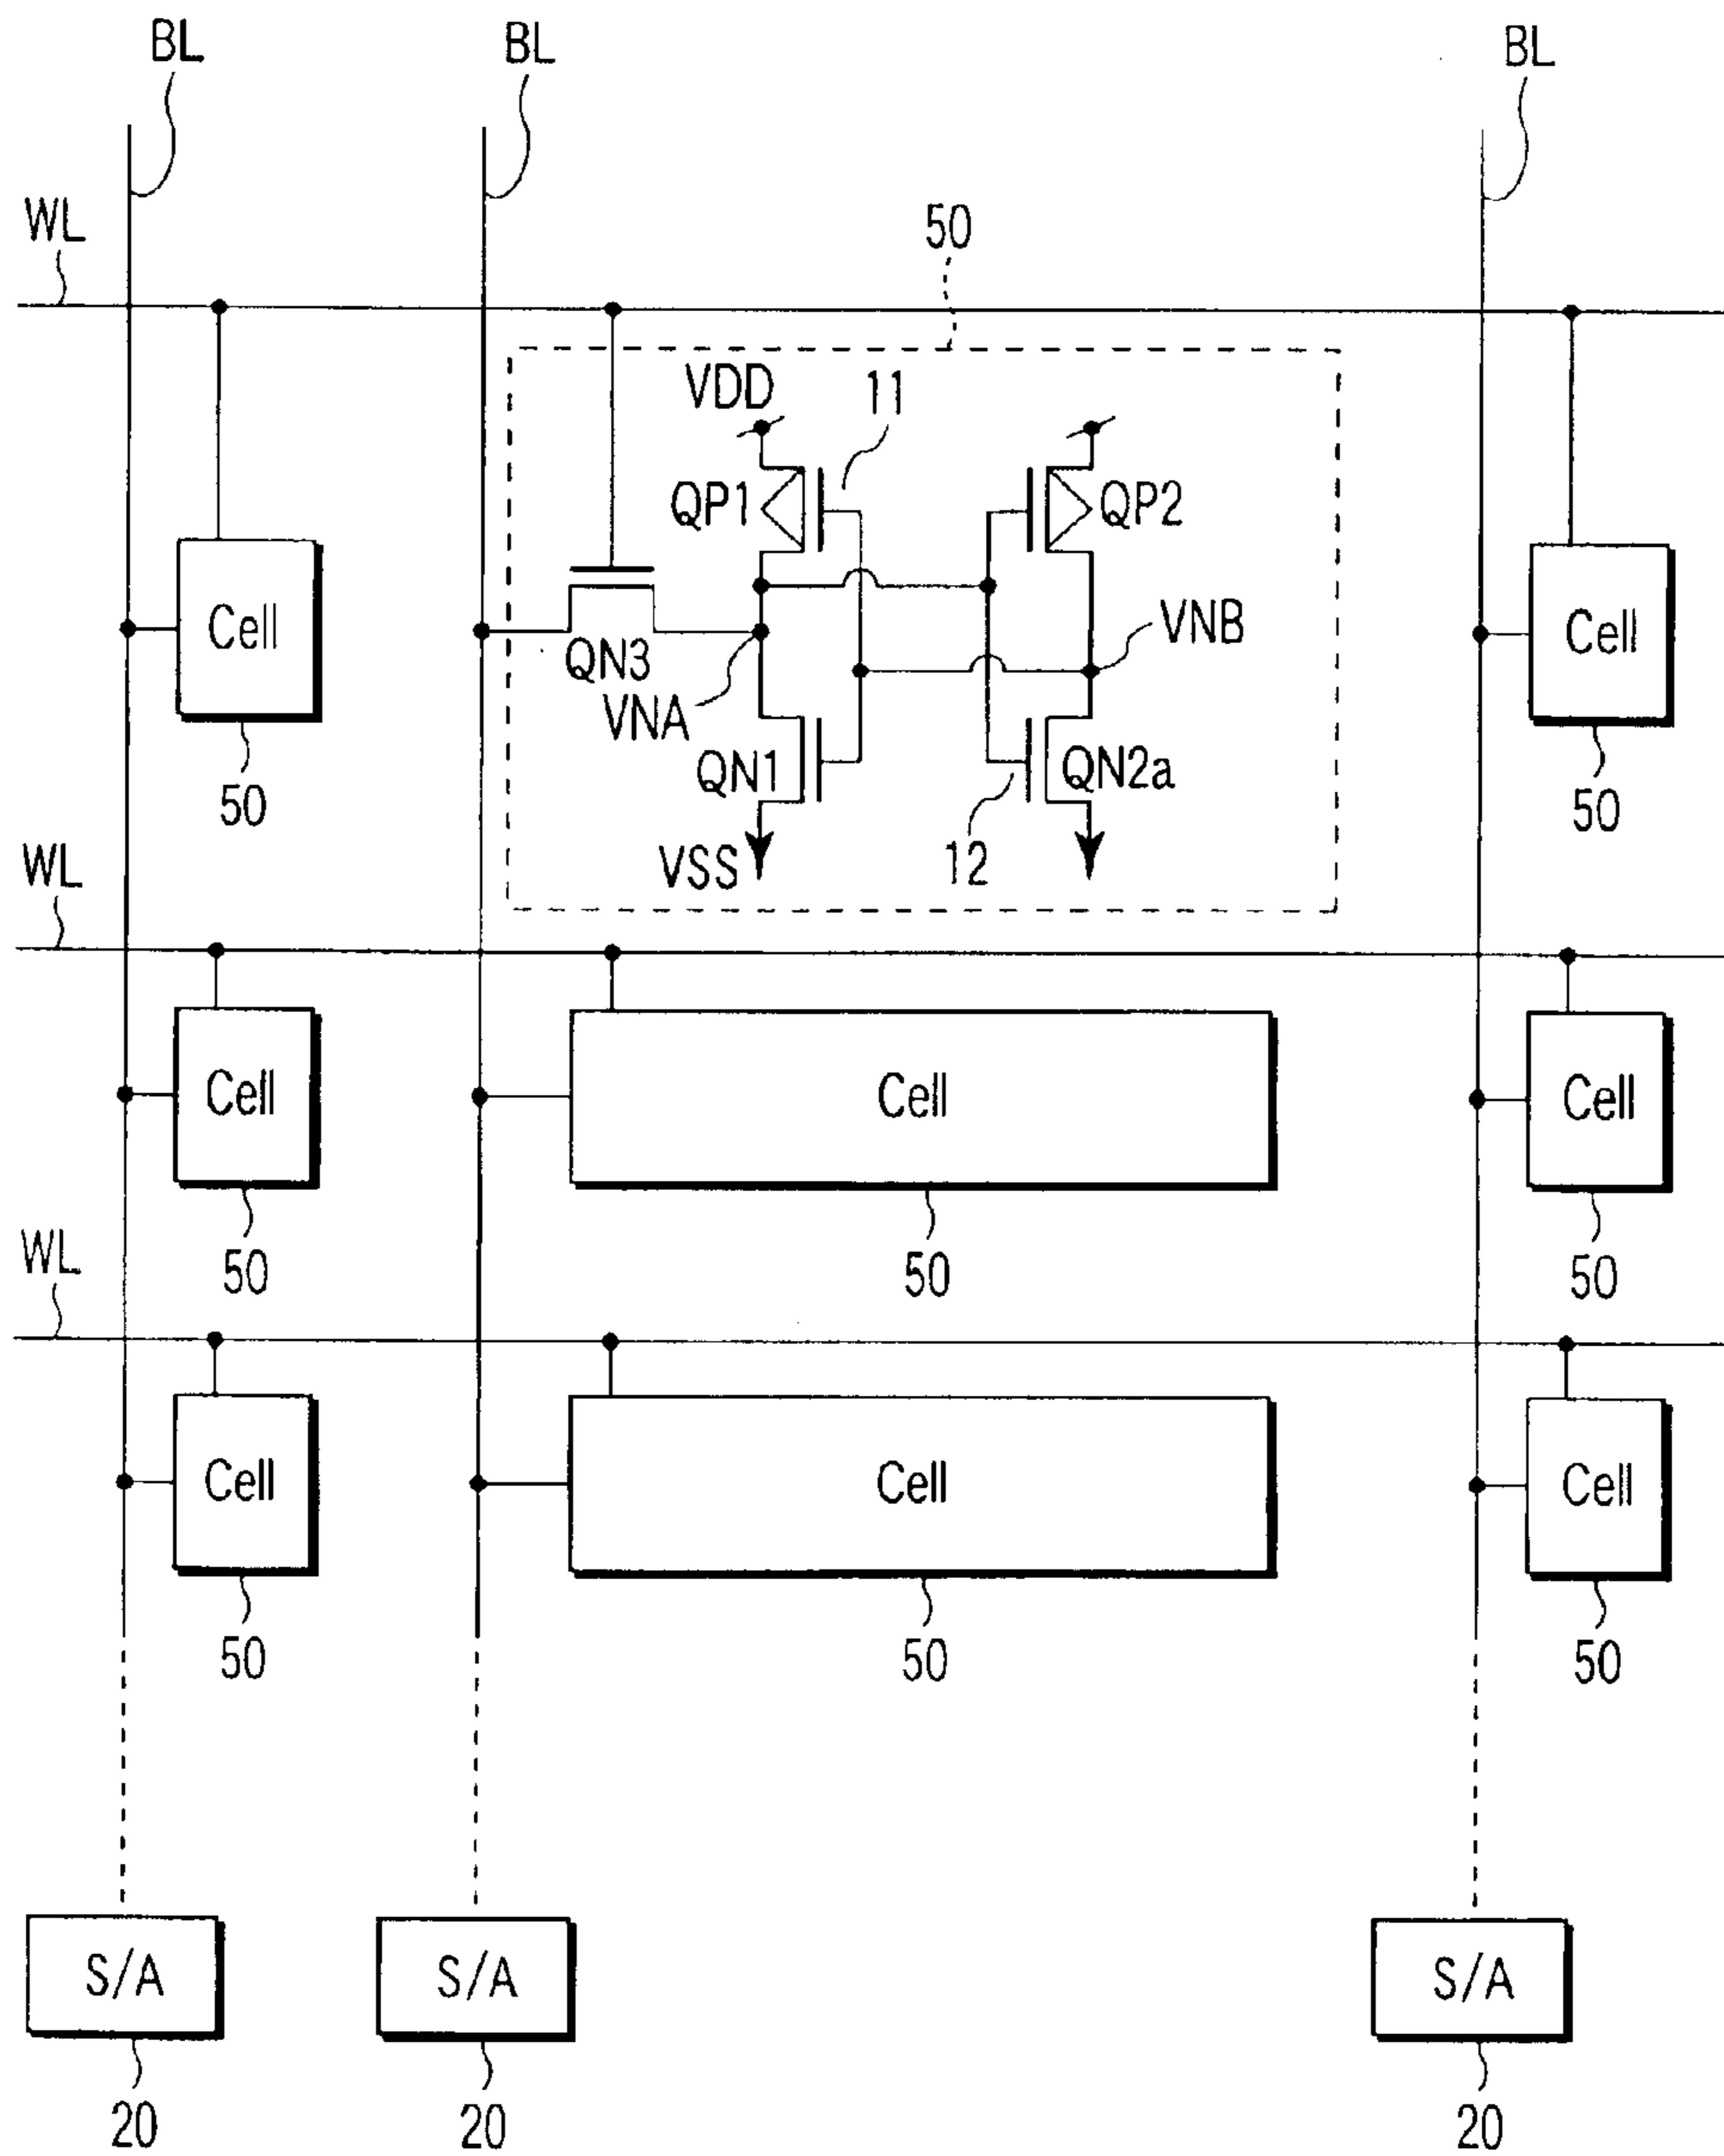 BL BL BL
WL
50
VDD 11
QP1 QP2
Cell Cell
QN3 VNB
VNA
QN1 QN2a
50 50
VSS 12
WL
Cell Cell Cell
50 50 50
WL
Cell Cell Cell
50 50 50
S/A S/A S/A
20 20 20